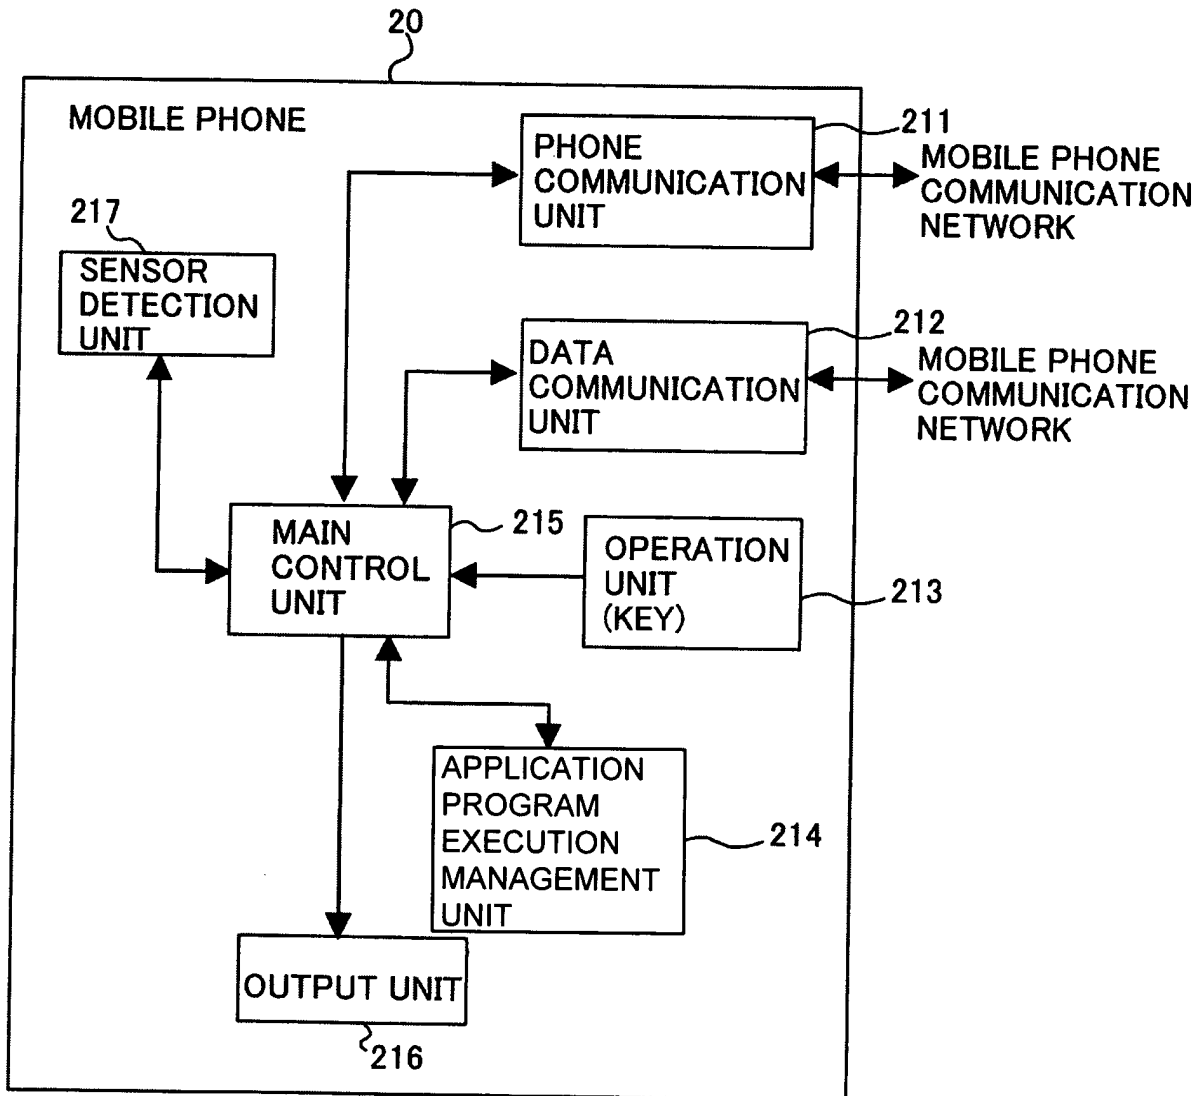 20
MOBILE PHONE
211
PHONE
COMMUNICATION
UNIT
MOBILE PHONE
COMMUNICATION
NETWORK
217
SENSOR
DETECTION
UNIT
212
DATA
COMMUNICATION
UNIT
MOBILE PHONE
COMMUNICATION
NETWORK
MAIN
CONTROL
UNIT
215
OPERATION
UNIT
(KEY)
213
APPLICATION
PROGRAM
EXECUTION
MANAGEMENT
UNIT
214
OUTPUT UNIT
216